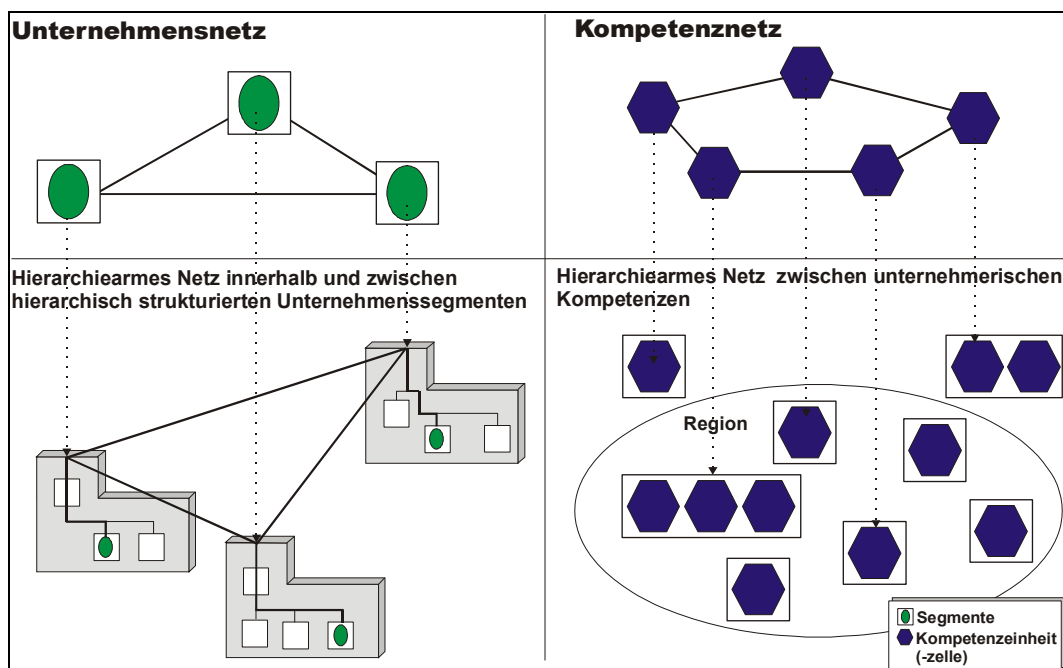 Unternehmensnetz
Kompetenznetz
Hierarchiearmes Netz innerhalb und zwischen
hierarchisch strukturierten Unternehmenssegmenten
Hierarchiearmes Netz zwischen unternehmerischen
Kompetenzen
Region
Segmente
Kompetenzeinheit
(-zelle)